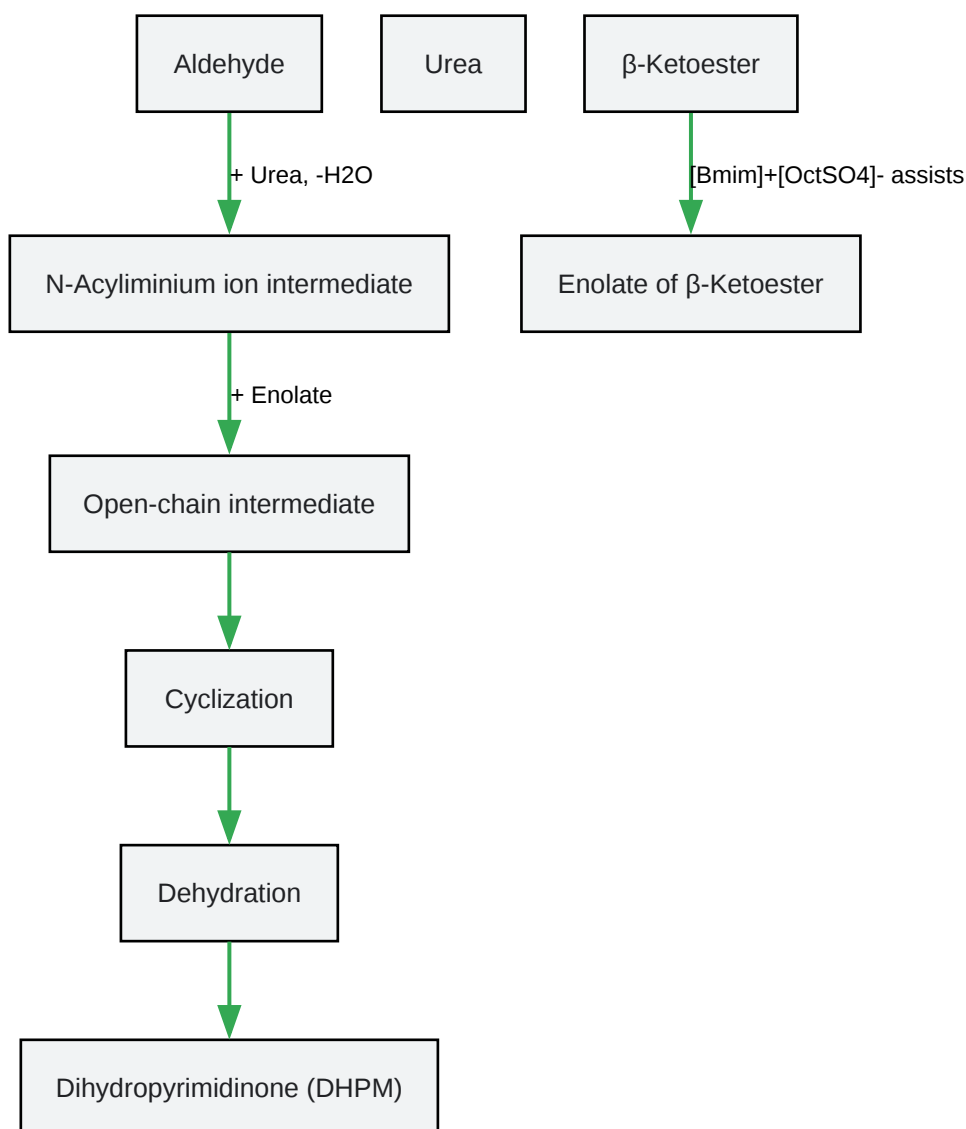 Aldehyde
Urea
β-Ketoester
+ Urea, -H2O
[Bmim]+[OctSO4]- assists
N-Acyliminium ion intermediate
Enolate of β-Ketoester
+ Enolate
Open-chain intermediate
Cyclization
Dehydration
Dihydropyrimidinone (DHPM)